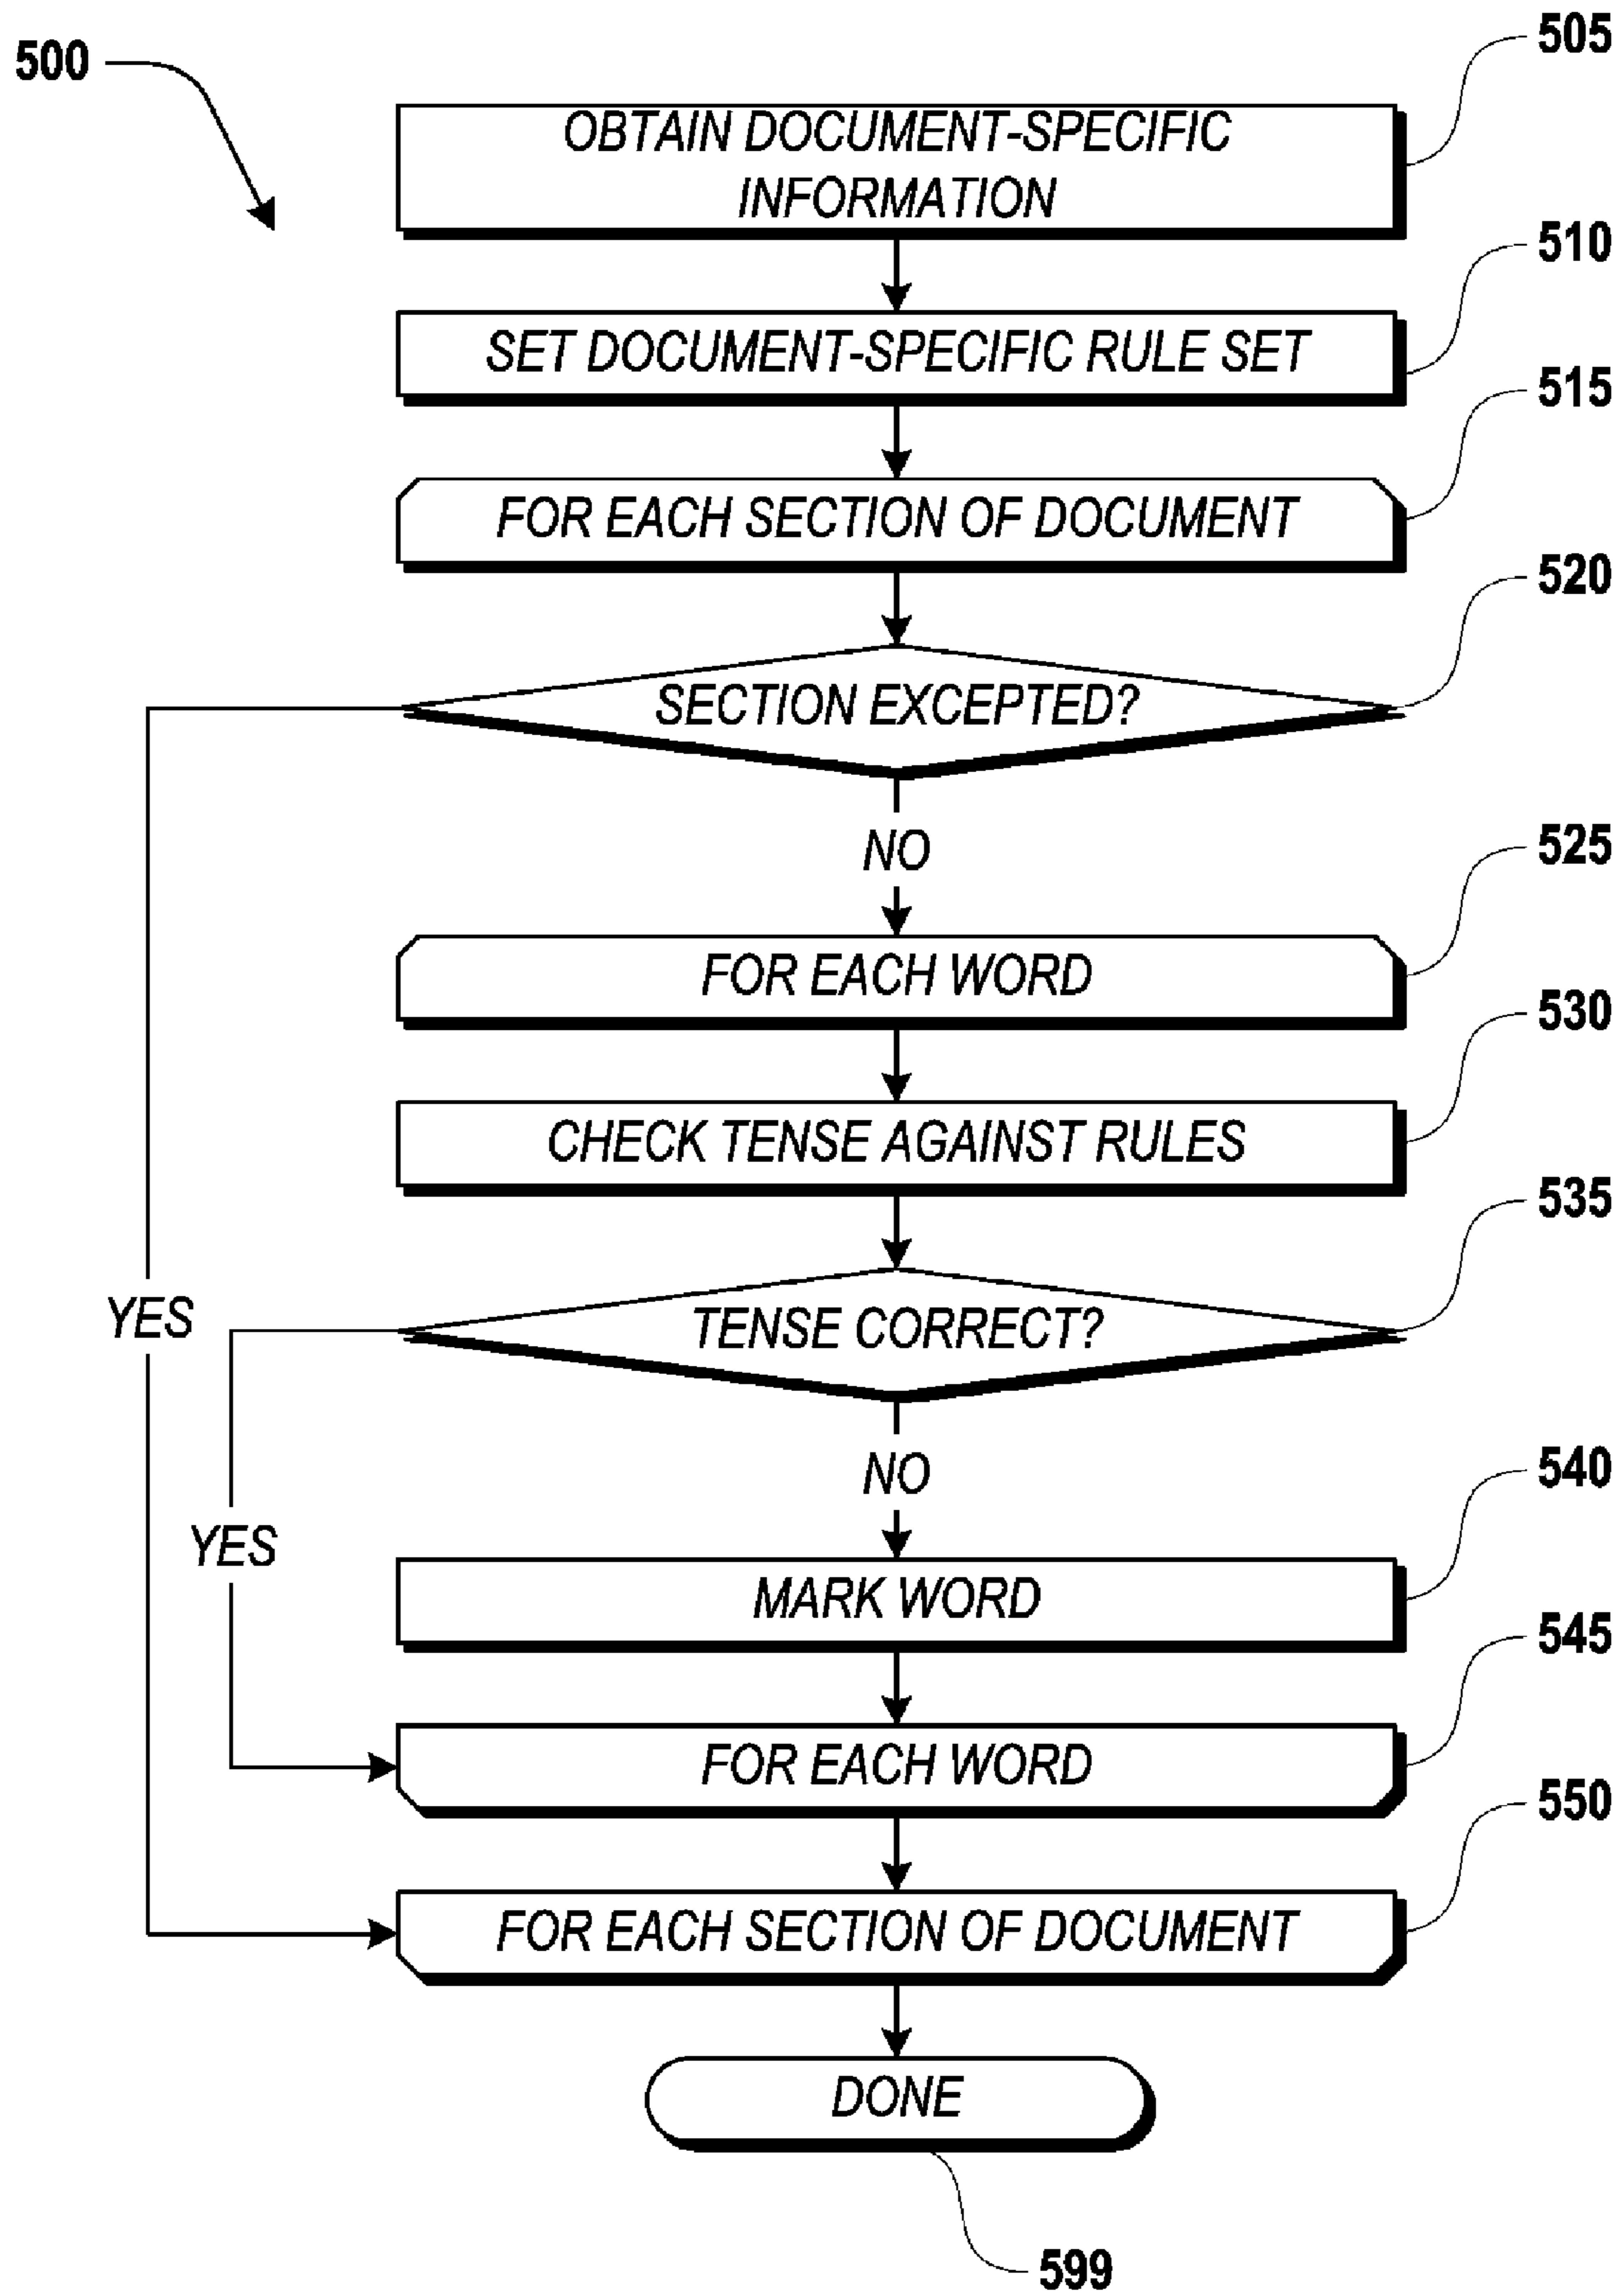 505
500
OBTAIN DOCUMENT-SPECIFIC
INFORMATION
510
SET DOCUMENT-SPECIFIC RULE SET
515
FOR EACH SECTION OF DOCUMENT
520
SECTION EXCEPTED?
NO
525
FOR EACH WORD
530
CHECK TENSE AGAINST RULES
535
YES
TENSE CORRECT?
NO
540
YES
MARK WORD
545
FOR EACH WORD
550
FOR EACH SECTION OF DOCUMENT
DONE
599